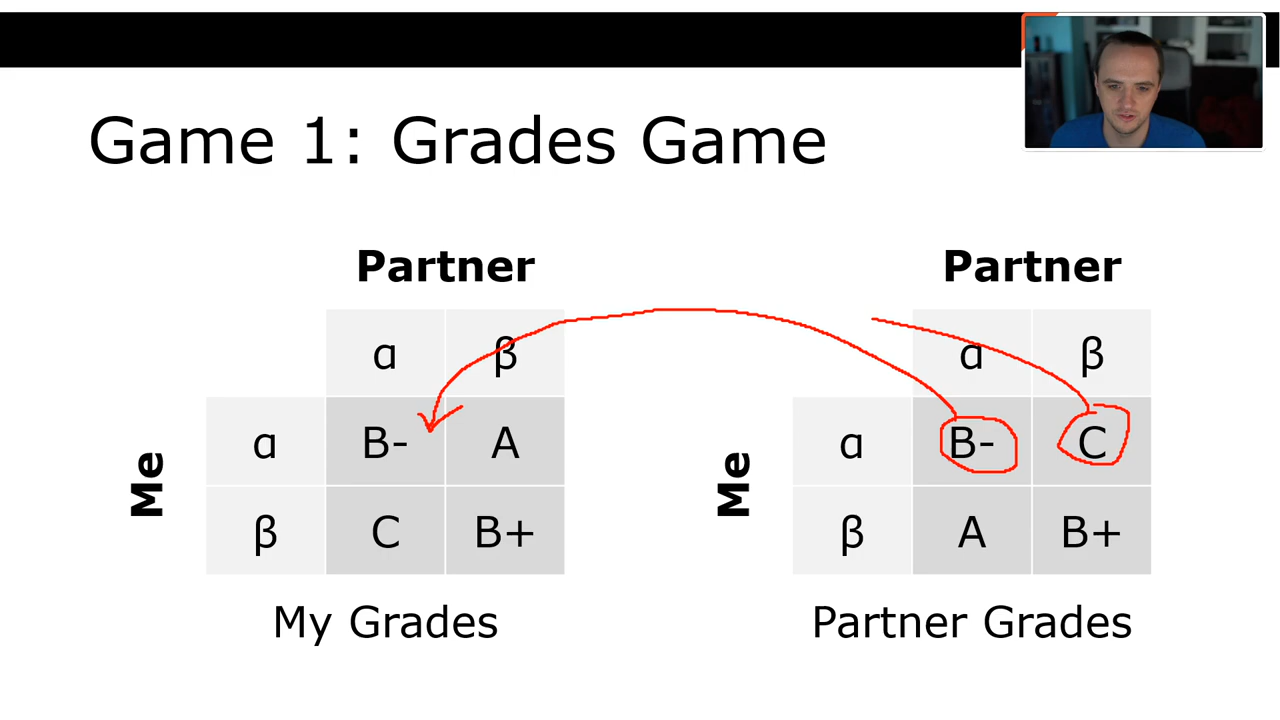 Game 1: Grades Game
Partner
ɑ β
Me
ɑ B- A
β C B+
My Grades
Partner
ɑ β
Me
ɑ B- C
β A B+
Partner Grades